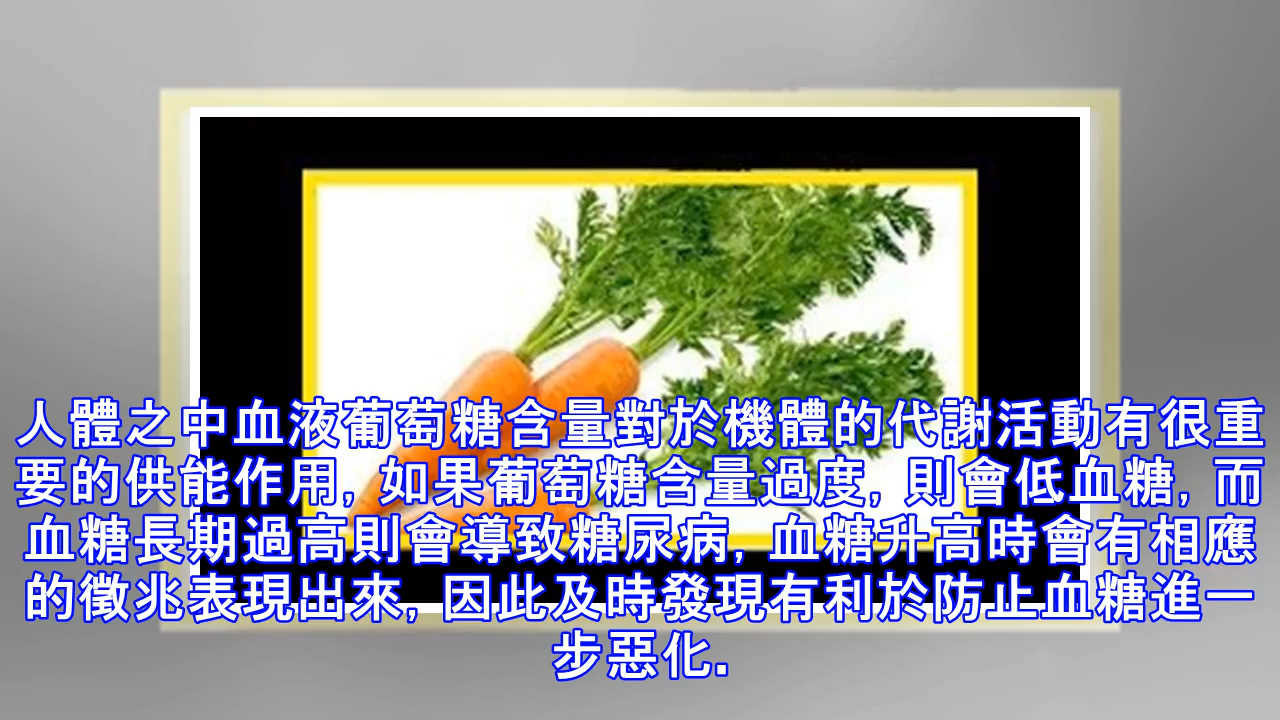 人體之中血液葡萄糖含量對於機體的代謝活動有很重
要的供能作用, 如果葡萄糖含量過度, 則會低血糖, 而
血糖長期過高則會導致糖尿病, 血糖升高時會有相應
的徵兆表現出來, 因此及時發現有利於防止血糖進一
步惡化.